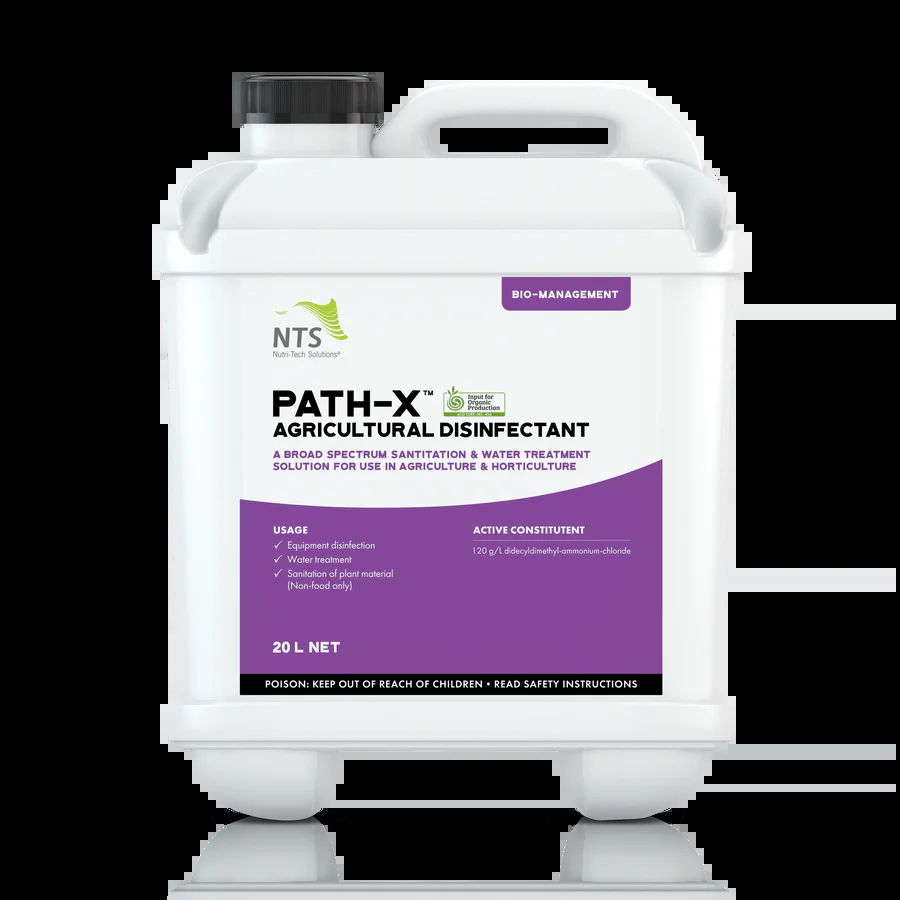 BIO-MANAGEMENT
NTS
Nutri-Tech Solutions®
PATH-X™
Input for
Organic
Production
AGRICULTURAL DISINFECTANT
A BROAD SPECTRUM SANTITATION & WATER TREATMENT
SOLUTION FOR USE IN AGRICULTURE & HORTICULTURE
USAGE
✓ Equipment disinfection
✓ Water treatment
✓ Sanitation of plant material
(Non-food only)
ACTIVE CONSTITUTENT
120 g/L didecyldimethyl-ammonium-chloride
20 L NET
POISON: KEEP OUT OF REACH OF CHILDREN • READ SAFETY INSTRUCTIONS